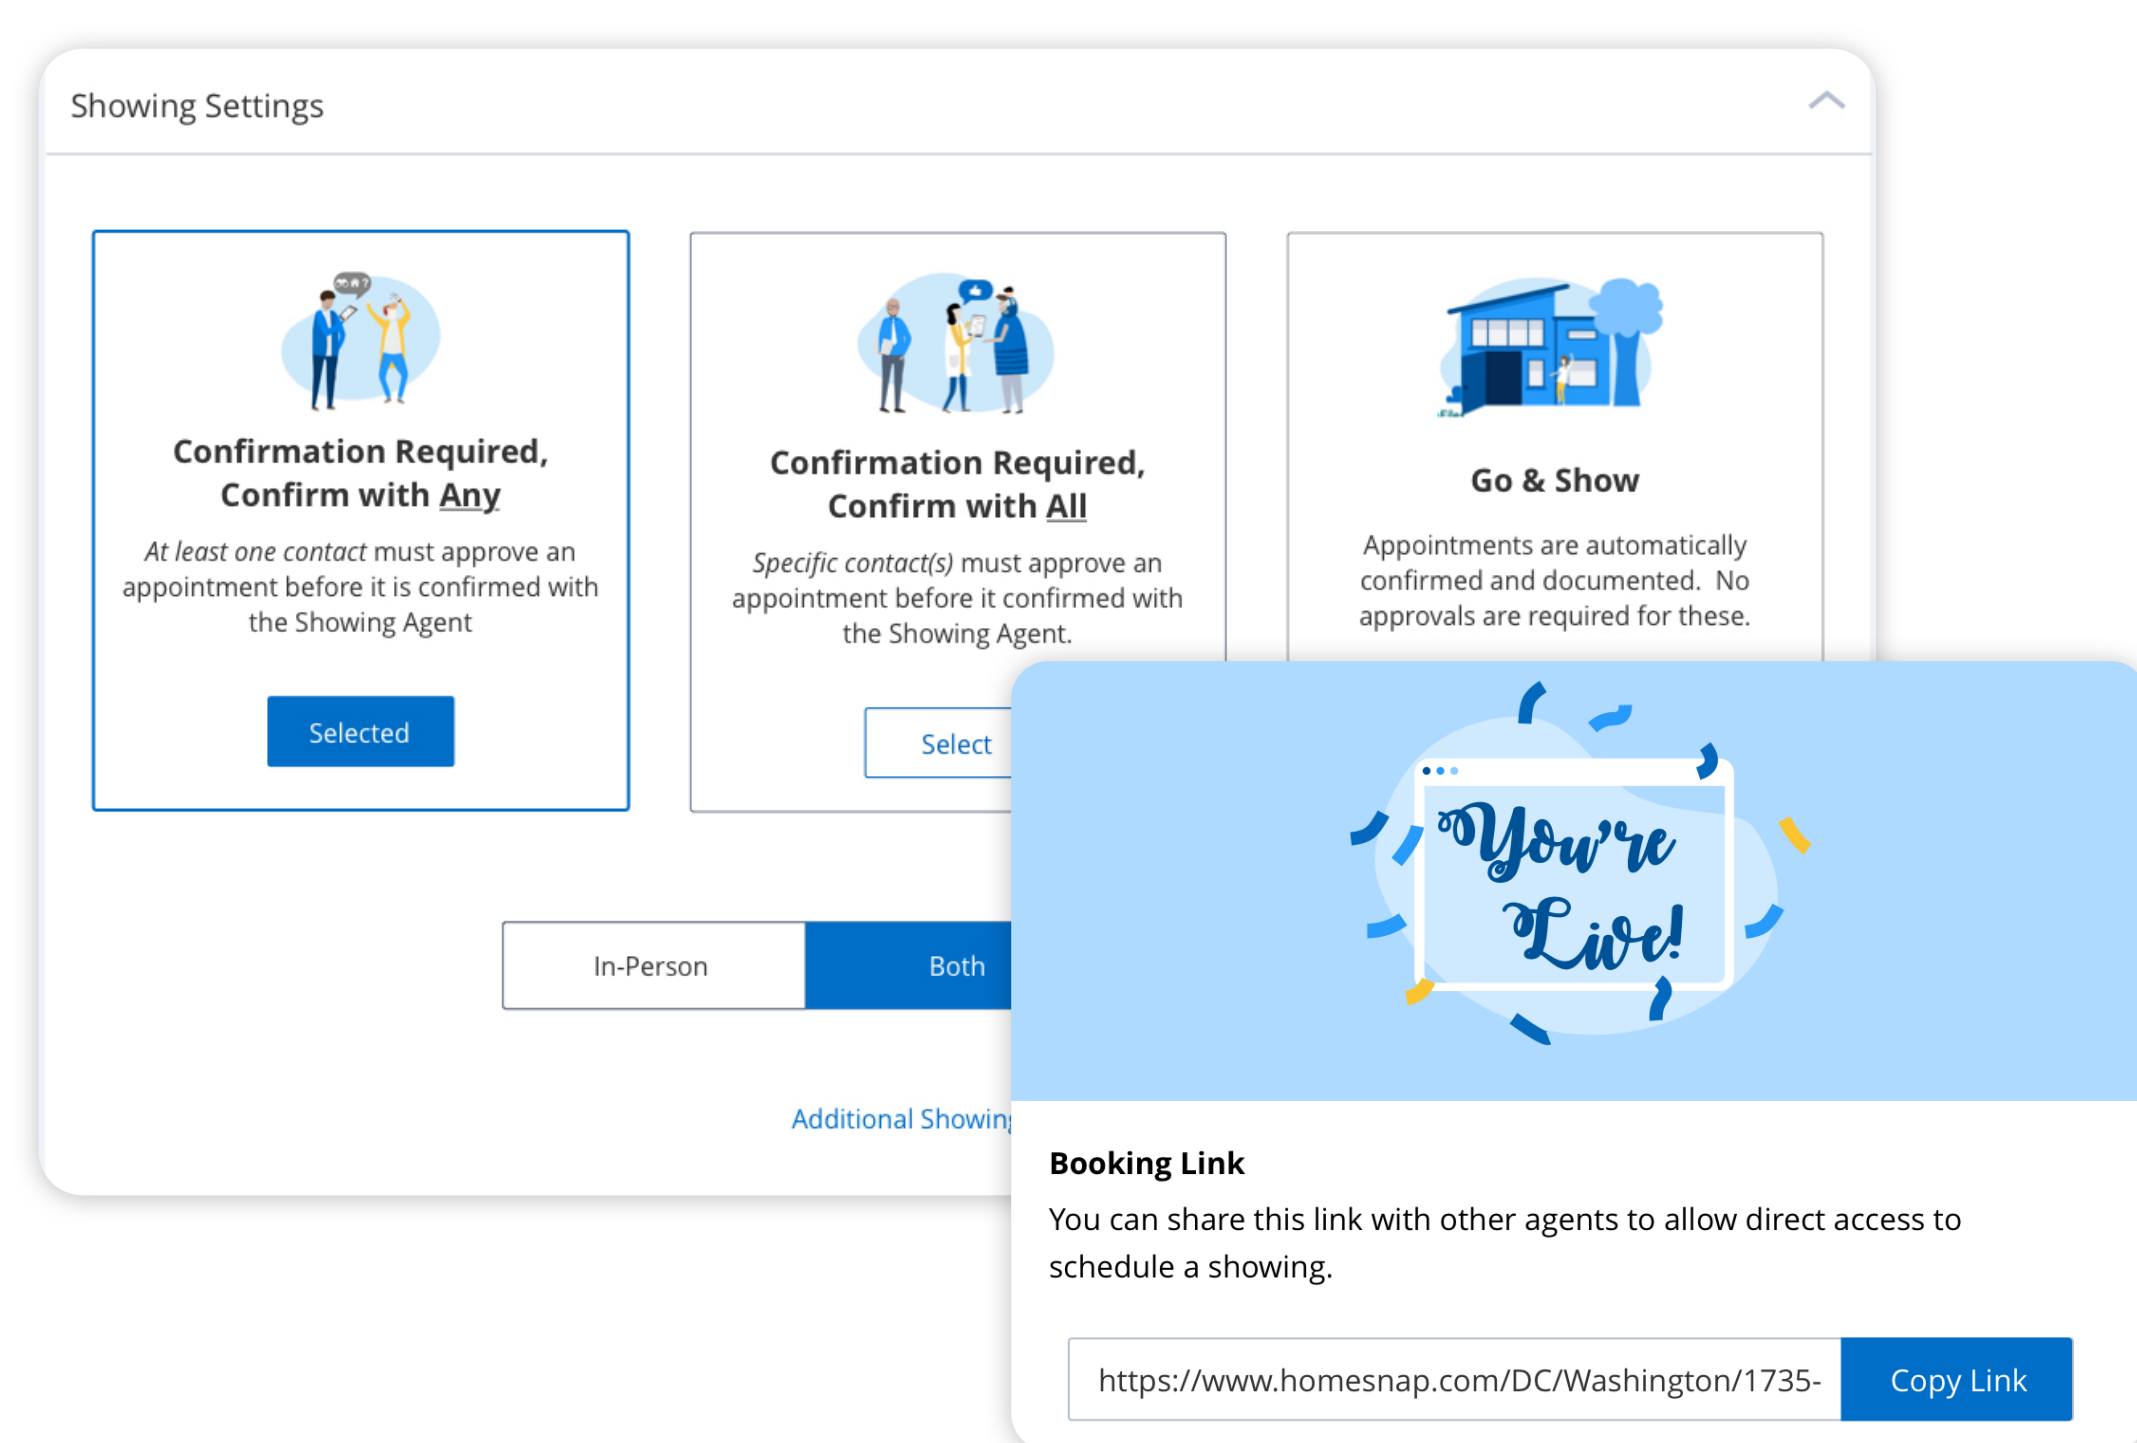 Showing Settings
Confirmation Required,
Confirm with Any
At least one contact must approve an
appointment before it is confirmed with
the Showing Agent
Selected
Confirmation Required,
Confirm with All
Specific contact(s) must approve an
appointment before it confirmed with
the Showing Agent.
Select
Go & Show
Appointments are automatically
confirmed and documented.  No
approvals are required for these.
In-Person
Both
Additional Showing
You're
Live!
Booking Link
You can share this link with other agents to allow direct access to
schedule a showing.
https://www.homesnap.com/DC/Washington/1735-
Copy Link